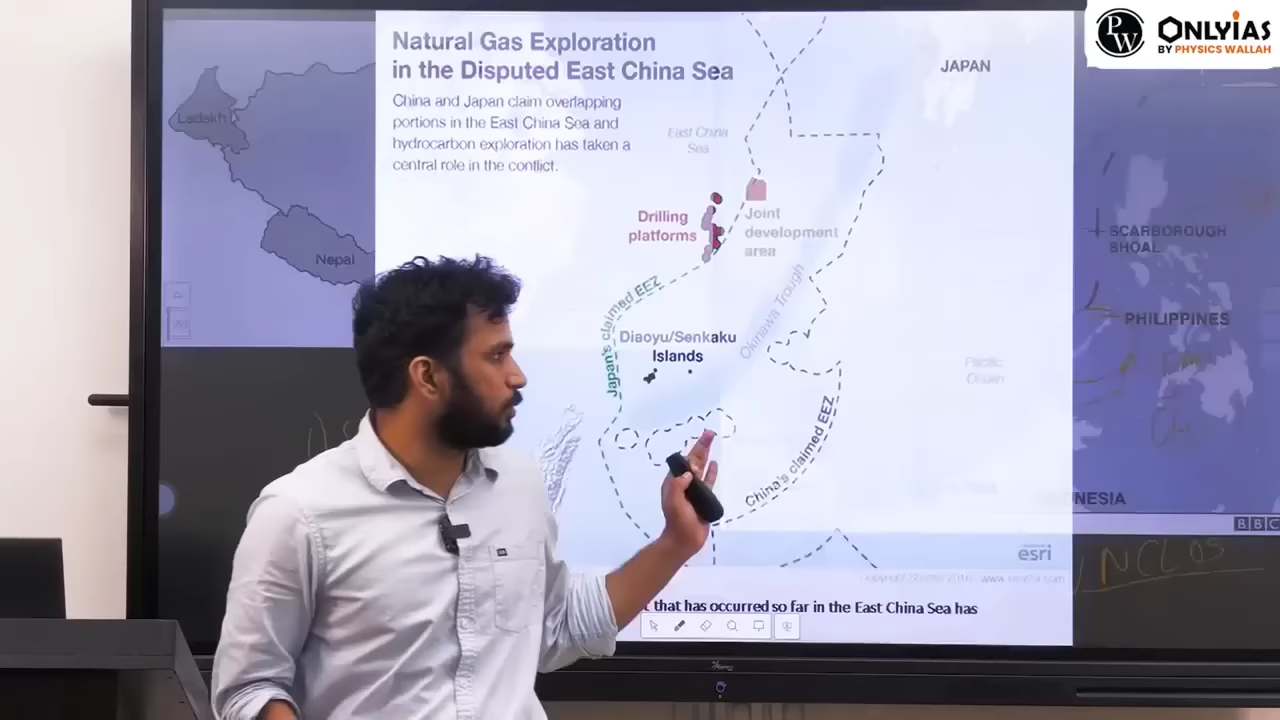 PW
ONLYIAS
BY PHYSICS WALLAH
Natural Gas Exploration
in the Disputed East China Sea
China and Japan claim overlapping
portions in the East China Sea and
hydrocarbon exploration has taken a
central role in the conflict.
JAPAN
East China
Sea
Ladakh
Nepal
Drilling
platforms
Joint
development
area
Japan's claimed EEZ
Okinawa Trough
Diaoyu/Senkaku
Islands
Pacific
Ocean
China's claimed EEZ
SCARBOROUGH
SHOAL
PHILIPPINES
NESIA
BBC
esri
UNCLOS
that has occurred so far in the East China Sea has